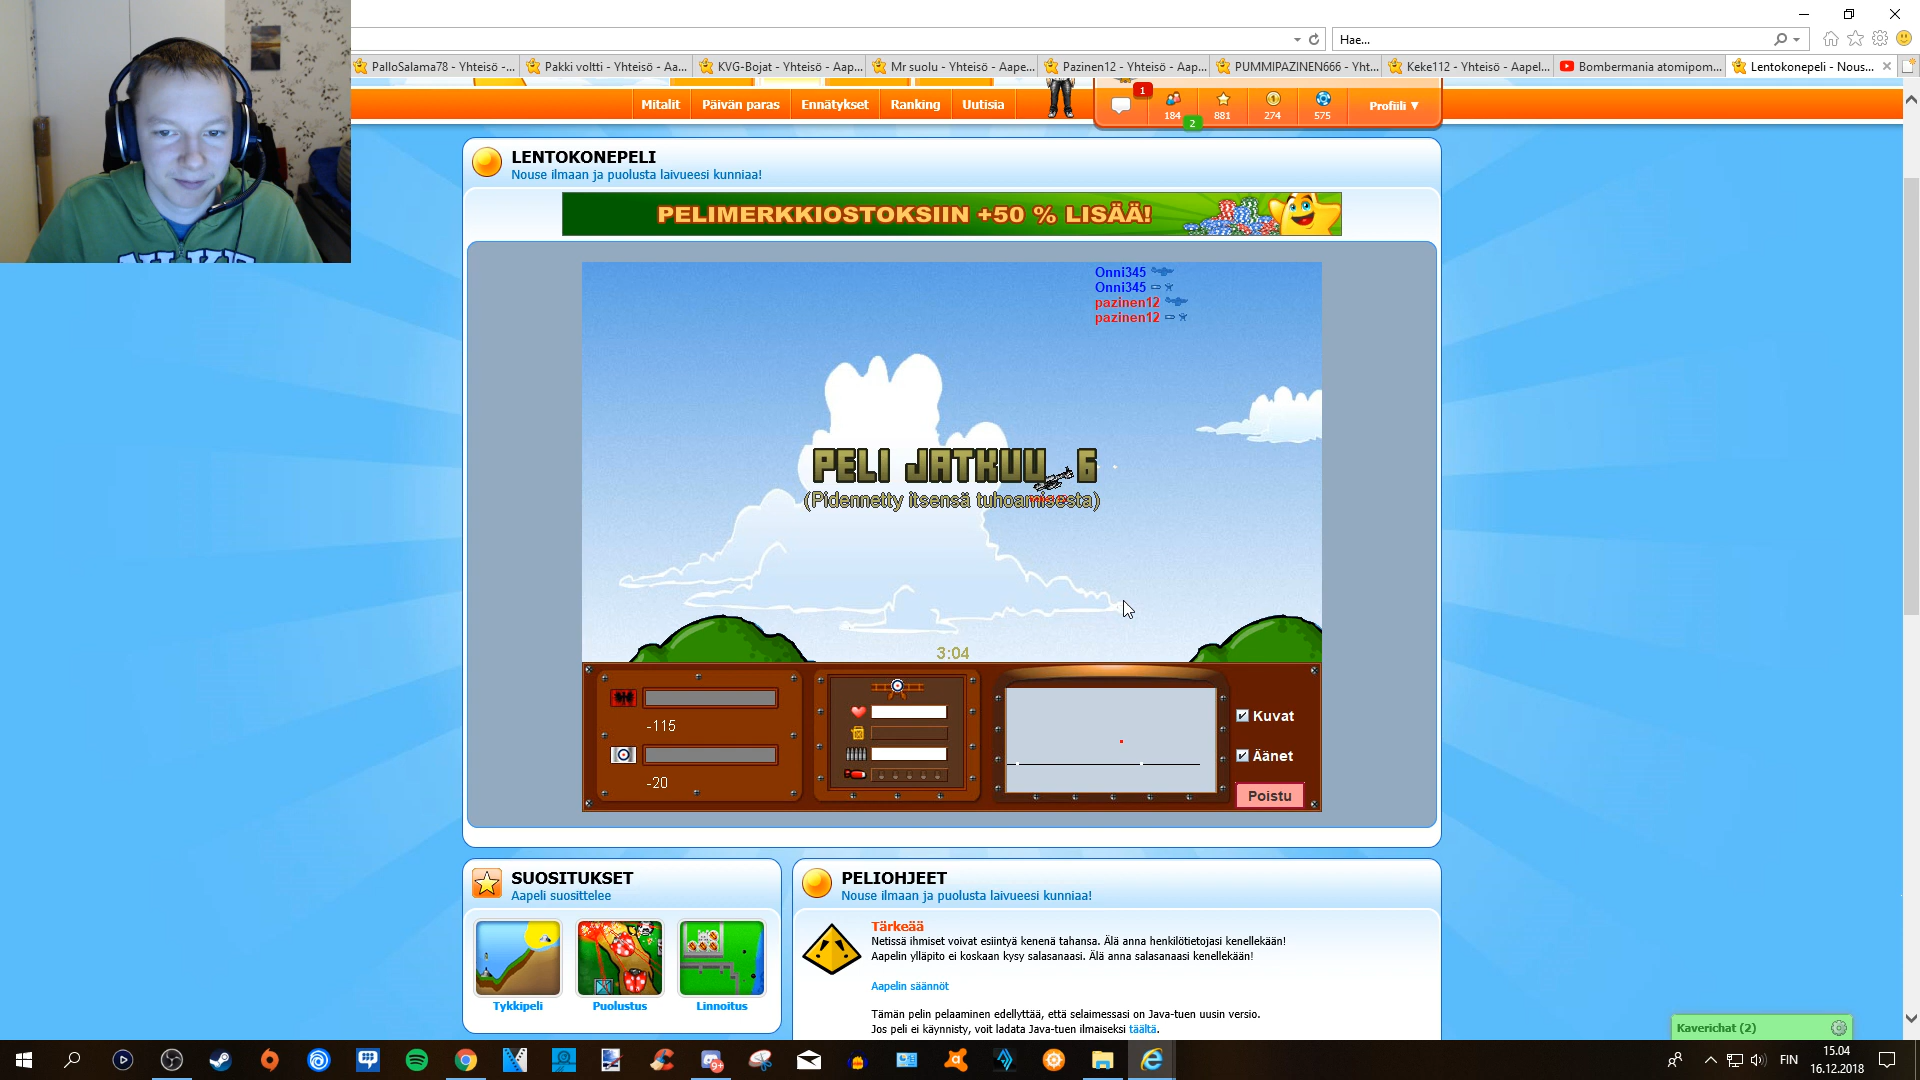 Hae...
PalloSalama78 - Yhteisö -...
Pakki voltti - Yhteisö - Aa...
KVG-Bojat - Yhteisö - Aap...
Mr suolu - Yhteisö - Aape...
Pazinen12 - Yhteisö - Aap...
PUMMIPAZINEN666 - Yht...
Keke112 - Yhteisö - Aapel...
Bombermania atomipom...
Lentokonepeli - Nous...
Mitalit
Päivän paras
Ennätykset
Ranking
Uutisia
1
184
2
881
274
575
Profiili ▼
LENTOKONEPELI
Nouse ilmaan ja puolusta laivueesi kunniaa!
PELIMERKKIOSTOKSIIN +50 % LISÄÄ!
Onni345
Onni345
pazinen12
pazinen12
PELI JATKUU 6
(Pidennetty itsensä tuhoamisesta)
3:04
-115
-20
Kuvat
Äänet
Poistu
SUOSITUKSET
Aapeli suosittelee
Tykkipeli
Puolustus
Linnoitus
PELIOHJEET
Nouse ilmaan ja puolusta laivueesi kunniaa!
Tärkeää
Netissä ihmiset voivat esiintyä kenenä tahansa. Älä anna henkilötietojasi kenellekään!
Aapelin ylläpito ei koskaan kysy salasanaasi. Älä anna salasanaasi kenellekään!
Aapelin säännöt
Tämän pelin pelaaminen edellyttää, että selaimessasi on Java-tuen uusin versio.
Jos peli ei käynnisty, voit ladata Java-tuen ilmaiseksi täältä.
Kaverichat (2)
9+
FIN
15.04
16.12.2018